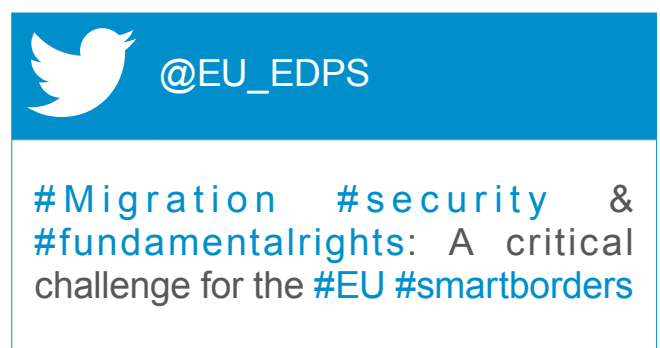 @EU_EDPS
#Migration #security &
#fundamentalrights: A critical
challenge for the #EU #smartborders